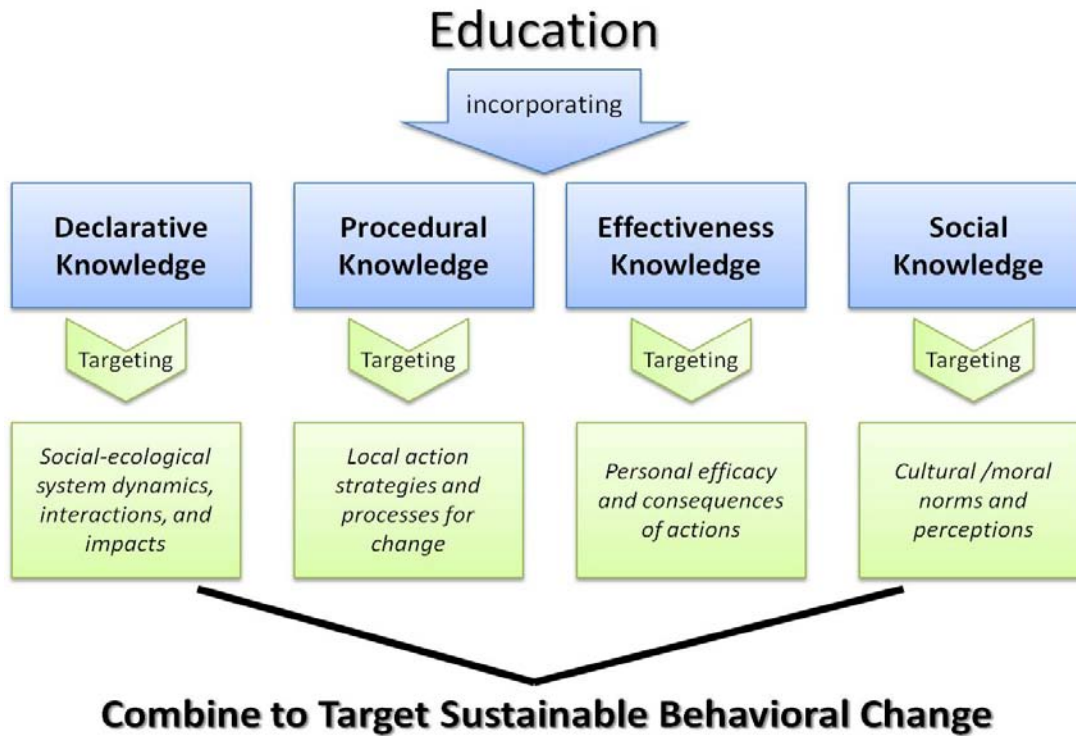 Education
incorporating
Declarative
Knowledge
Procedural
Knowledge
Effectiveness
Knowledge
Social
Knowledge
Targeting
Targeting
Targeting
Targeting
Social-ecological
system dynamics,
interactions, and
impacts
Local action
strategies and
processes for
change
Personal efficacy
and consequences
of actions
Cultural /moral
norms and
perceptions
Combine to Target Sustainable Behavioral Change